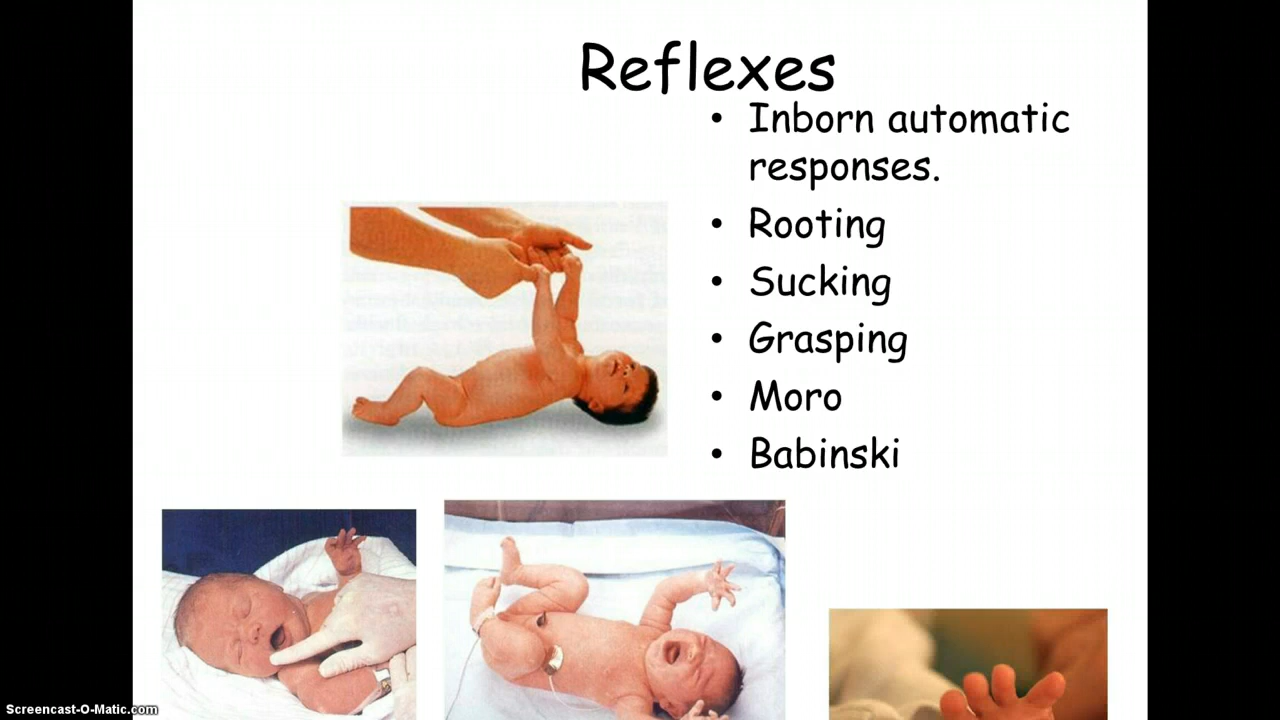 Reflexes
• Inborn automatic
responses.
• Rooting
• Sucking
• Grasping
• Moro
• Babinski
Screencast-O-Matic.com